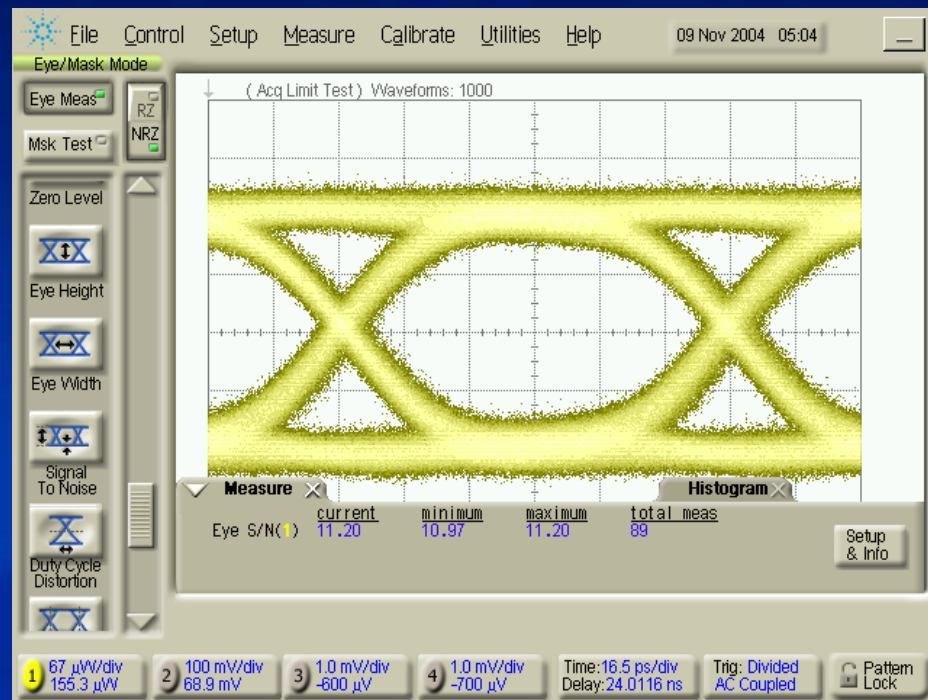 File Control Setup Measure Calibrate Utilities Help 09 Nov 2004 05:04
Eye/Mask Mode
Eye Meas
RZ
NRZ
Msk Test
( Acq Limit Test ) Waveforms: 1000
Zero Level
Eye Height
Eye Width
Signal
To Noise
Duty Cycle
Distortion
Measure
Histogram
current minimum maximum total meas
Eye S/N(1) 11.20 10.97 11.20 89
Setup
& Info
1 67 µW/div
155.3 µW
2 100 mV/div
68.9 mV
3 1.0 mV/div
-600 µV
4 1.0 mV/div
-700 µV
Time:16.5 ps/div
Delay:24.0116 ns
Trig: Divided
AC Coupled
Pattern
Lock